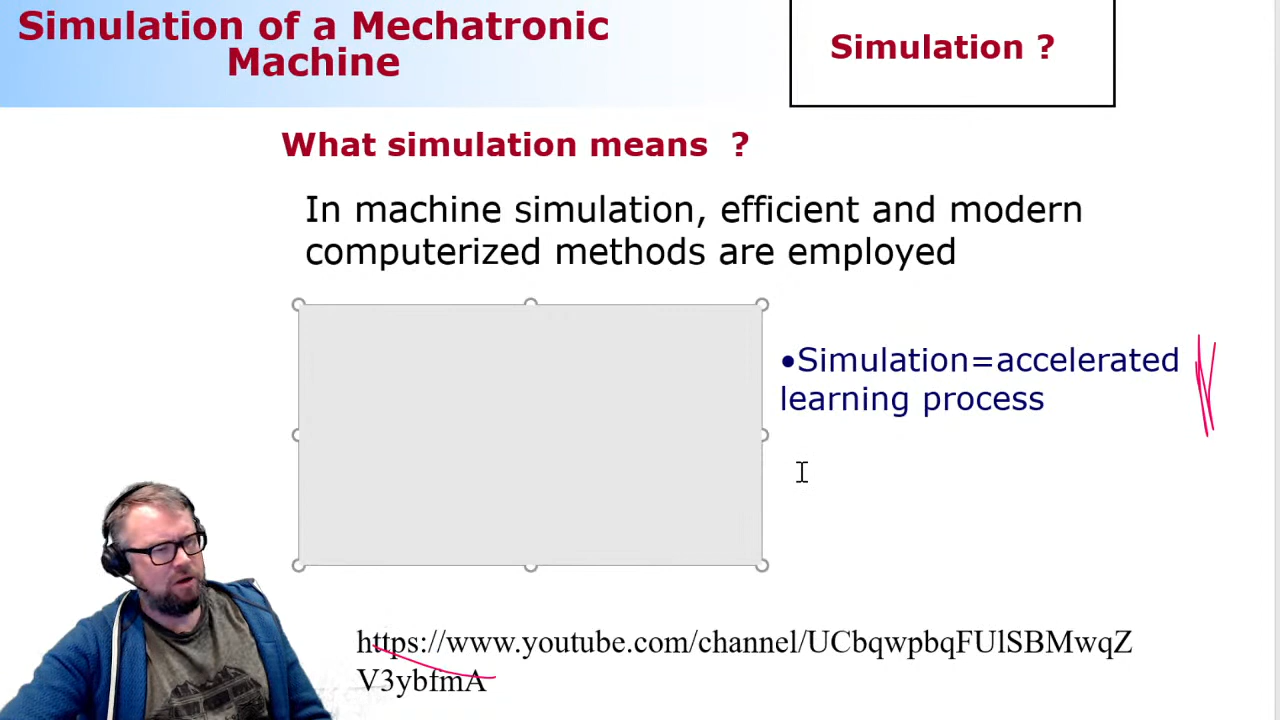 Simulation of a Mechatronic
Machine
Simulation ?
What simulation means ?
In machine simulation, efficient and modern
computerized methods are employed
•Simulation=accelerated
learning process
https://www.youtube.com/channel/UCbqwpbqFUlSBMwqZ
V3ybfmA